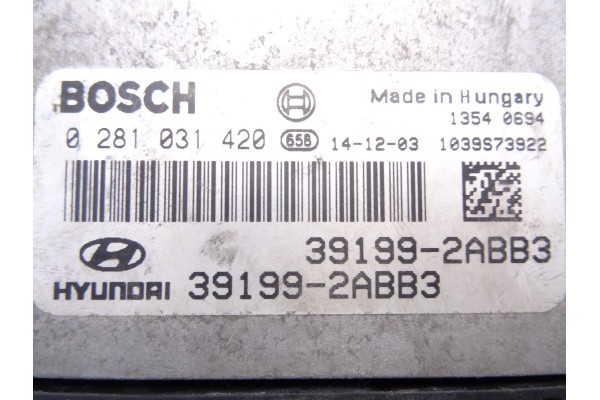 BOSCH
Made in Hungary
1354 0694
0 281 031 420 658 14-12-03 1039S73922
39199-2ABB3
HYUNDAI 39199-2ABB3